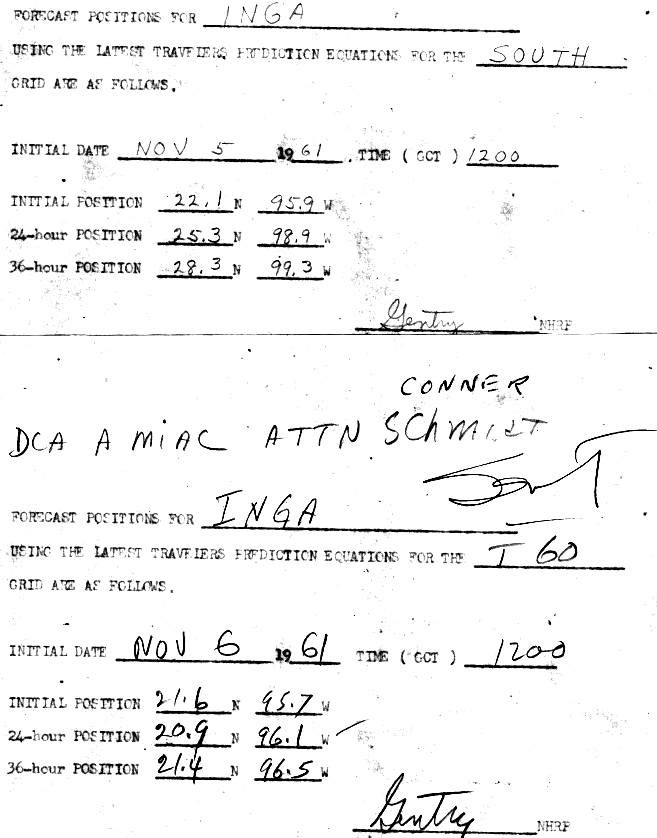 FORECAST POSITIONS FOR INGA
USING THE LATEST TRAVELERS PREDICTION EQUATIONS FOR THE SOUTH
GRID ARE AS FOLLOWS.
INITIAL DATE NOV 5 1961. TIME (GCT) 1200
INITIAL POSITION 22.1 N 95.9 W
24-hour POSITION 25.3 N 98.9 W
36-hour POSITION 28.3 N 99.3 W
Gentry NHRP
CONNER
DCA A MIAC ATTN SCHMIDT
FORECAST POSITIONS FOR INGA
USING THE LATEST TRAVELERS PREDICTION EQUATIONS FOR THE T 60
GRID ARE AS FOLLOWS.
INITIAL DATE NOV 6 1961 TIME (GCT) 1200
INITIAL POSITION 21.6 N 95.7 W
24-hour POSITION 20.9 N 96.1 W
36-hour POSITION 21.4 N 96.5 W
Gentry NHRP